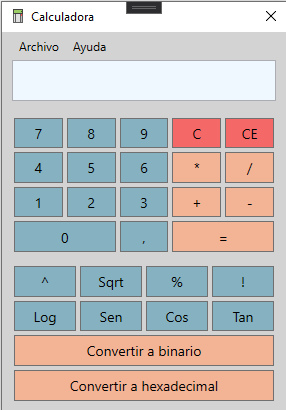 Calculadora
Archivo Ayuda
7 8 9 C CE
4 5 6 * /
1 2 3 + -
0 , =
^ Sqrt % !
Log Sen Cos Tan
Convertir a binario
Convertir a hexadecimal